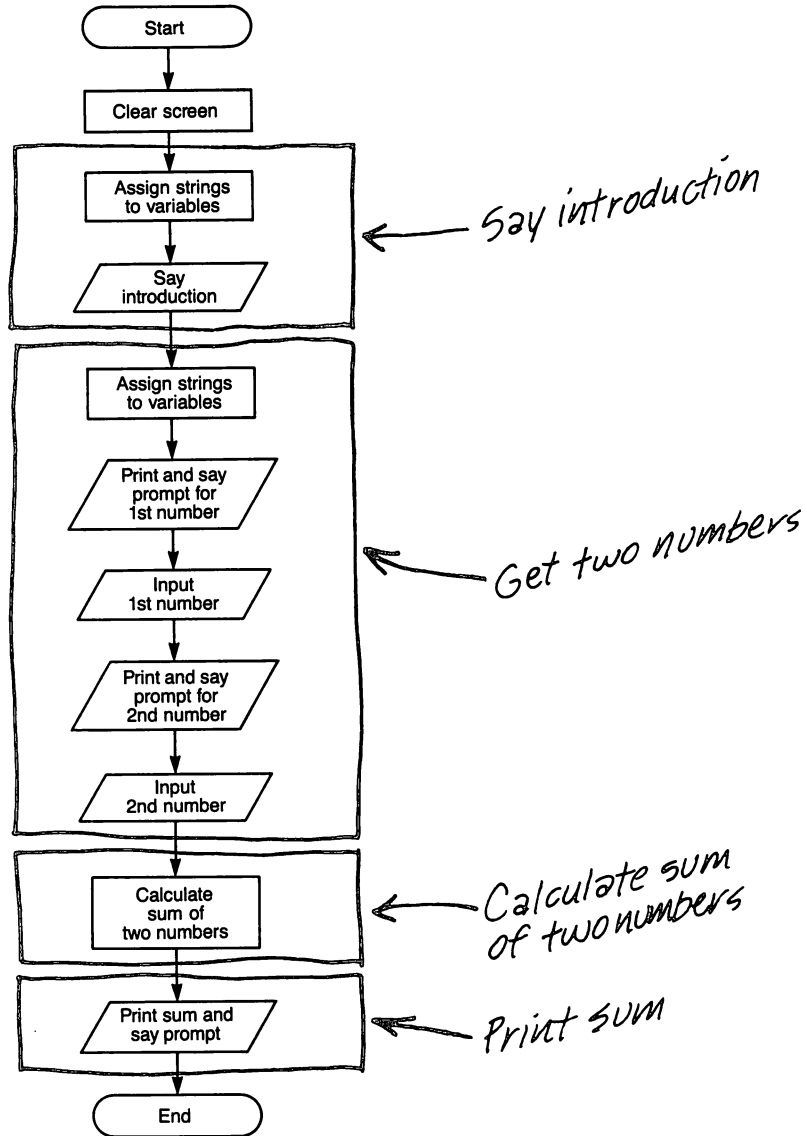 Start
Clear screen
Assign strings
to variables
Say introduction
Say
introduction
Assign strings
to variables
Print and say
prompt for
1st number
Get two numbers
Input
1st number
Print and say
prompt for
2nd number
Input
2nd number
Calculate
sum of
two numbers
Calculate sum
of two numbers
Print sum and
say prompt
Print sum
End